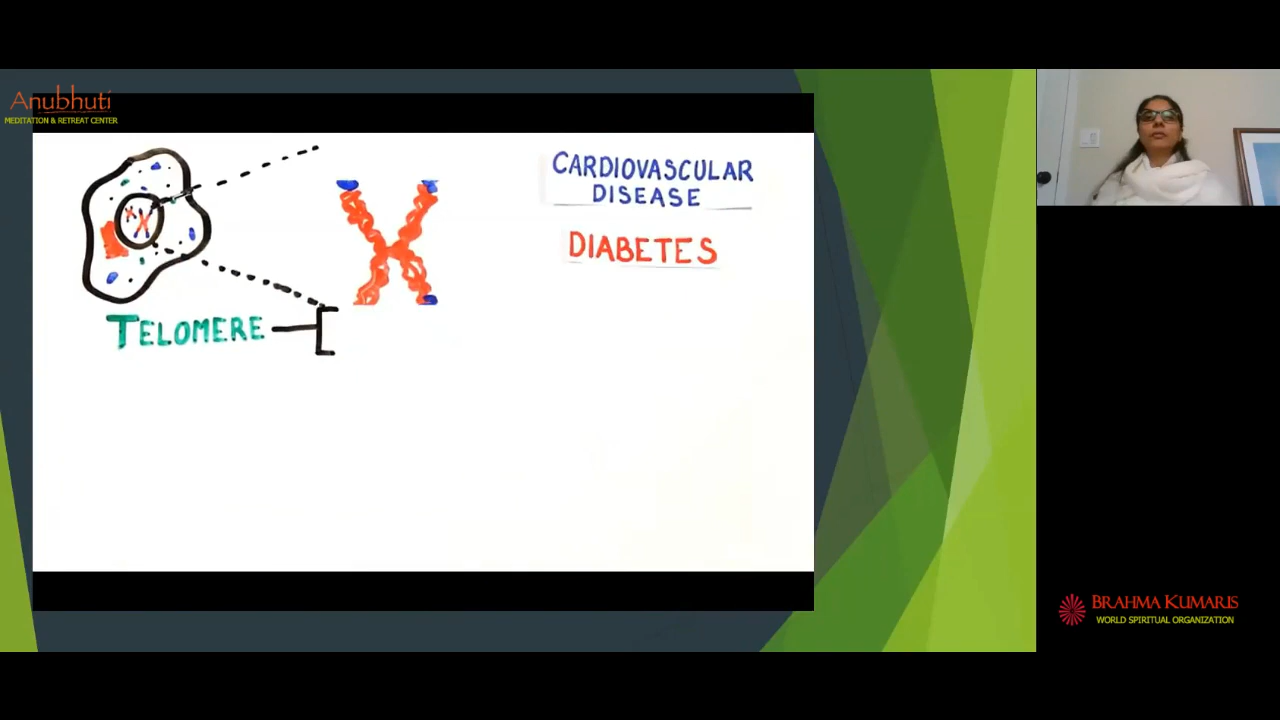 Anubhuti
MEDITATION & RETREAT CENTER
CARDIOVASCULAR
DISEASE
DIABETES
TELOMERE
BRAHMA KUMARIS
WORLD SPIRITUAL ORGANIZATION